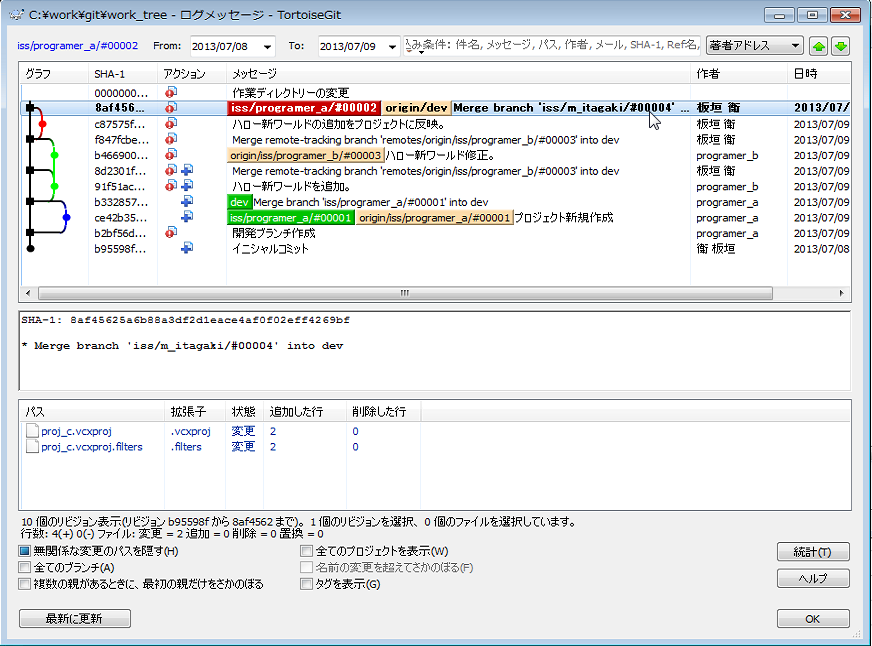 C:¥work¥git¥work_tree - ログメッセージ - TortoiseGit
iss/programer_a/#00002 From: 2013/07/08 To: 2013/07/09 み条件: 件名, メッセージ, パス, 作者, メール, SHA-1, Ref名, 著者アドレス
グラフ SHA-1 アクション メッセージ 作者 日時
0000000... 作業ディレクトリーの変更
8af456... iss/programer_a/#00002 origin/dev Merge branch 'iss/m_itagaki/#00004' ... 板垣 衛 2013/07/
c87575f... ハロー新ワールドの追加をプロジェクトに反映。 板垣 衛 2013/07/09
f847fcbe... Merge remote-tracking branch 'remotes/origin/iss/programer_b/#00003' into dev 板垣 衛 2013/07/09
b466900... origin/iss/programer_b/#00003 ハロー新ワールド修正。 programer_b 2013/07/09
8d2301f... Merge remote-tracking branch 'remotes/origin/iss/programer_b/#00003' into dev 板垣 衛 2013/07/09
91f51ac... ハロー新ワールドを追加。 programer_b 2013/07/09
b332857... dev Merge branch 'iss/programer_a/#00001' into dev programer_a 2013/07/09
ce42b35... iss/programer_a/#00001 origin/iss/programer_a/#00001 プロジェクト新規作成 programer_a 2013/07/09
b2bf56d... 開発ブランチ作成 programer_a 2013/07/09
b95598f... イニシャルコミット 衛 板垣 2013/07/08
SHA-1: 8af45625a6b88a3df2d1eace4af0f02eff4269bf
* Merge branch 'iss/m_itagaki/#00004' into dev
パス 拡張子 状態 追加した行 削除した行
proj_c.vcxproj .vcxproj 変更 2 0
proj_c.vcxproj.filters .filters 変更 2 0
10 個のリビジョン表示(リビジョン b95598f から 8af4562 まで)。1 個のリビジョンを選択、0 個のファイルを選択しています。
行数: 4(+) 0(-) ファイル: 変更 = 2 追加 = 0 削除 = 0 置換 = 0
無関係な変更のパスを隠す(H) 全てのプロジェクトを表示(W) 統計(T)
全てのブランチ(A) 名前の変更を超えてさかのぼる(F) ヘルプ
複数の親があるときに、最初の親だけをさかのぼる タグを表示(G)
最新に更新 OK